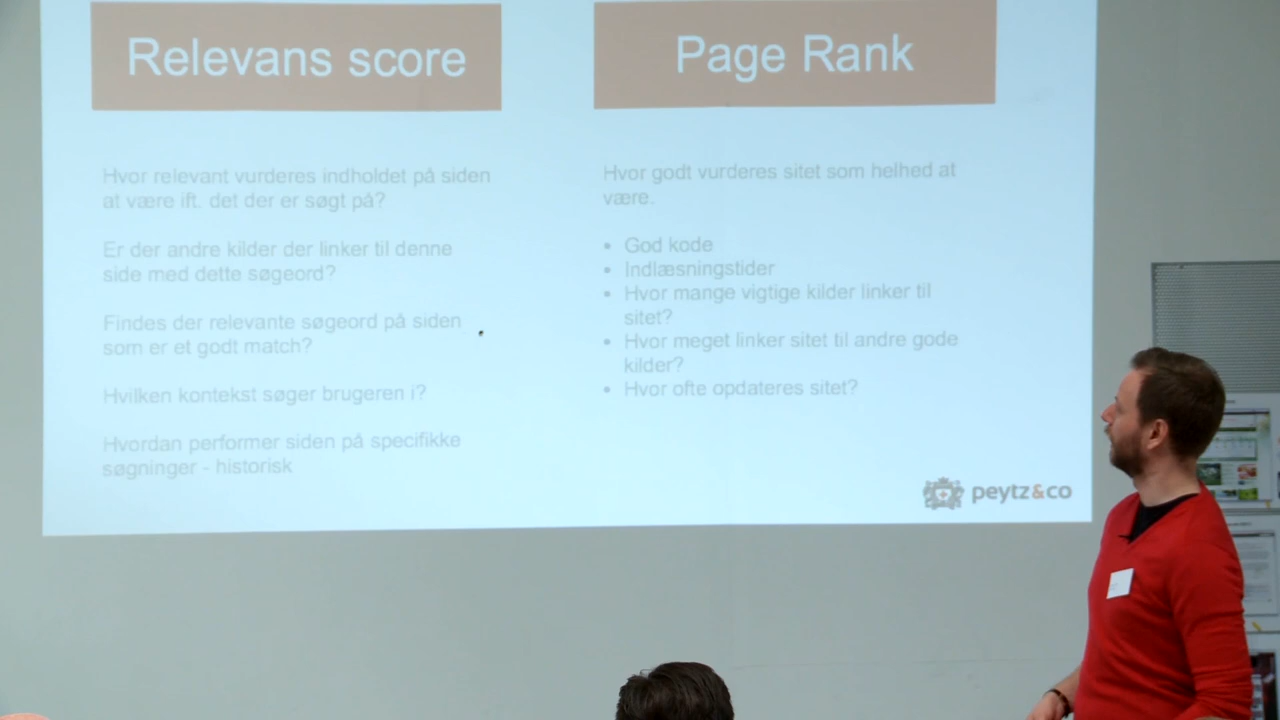 Relevans score
Hvor relevant vurderes indholdet på siden
at være ift. det der er søgt på?
Er der andre kilder der linker til denne
side med dette søgeord?
Findes der relevante søgeord på siden
som er et godt match?
Hvilken kontekst søger brugeren i?
Hvordan performer siden på specifikke
søgninger - historisk
Page Rank
Hvor godt vurderes sitet som helhed at
være.
• God kode
• Indlæsningstider
• Hvor mange vigtige kilder linker til
sitet?
• Hvor meget linker sitet til andre gode
kilder?
• Hvor ofte opdateres sitet?
peytz&co